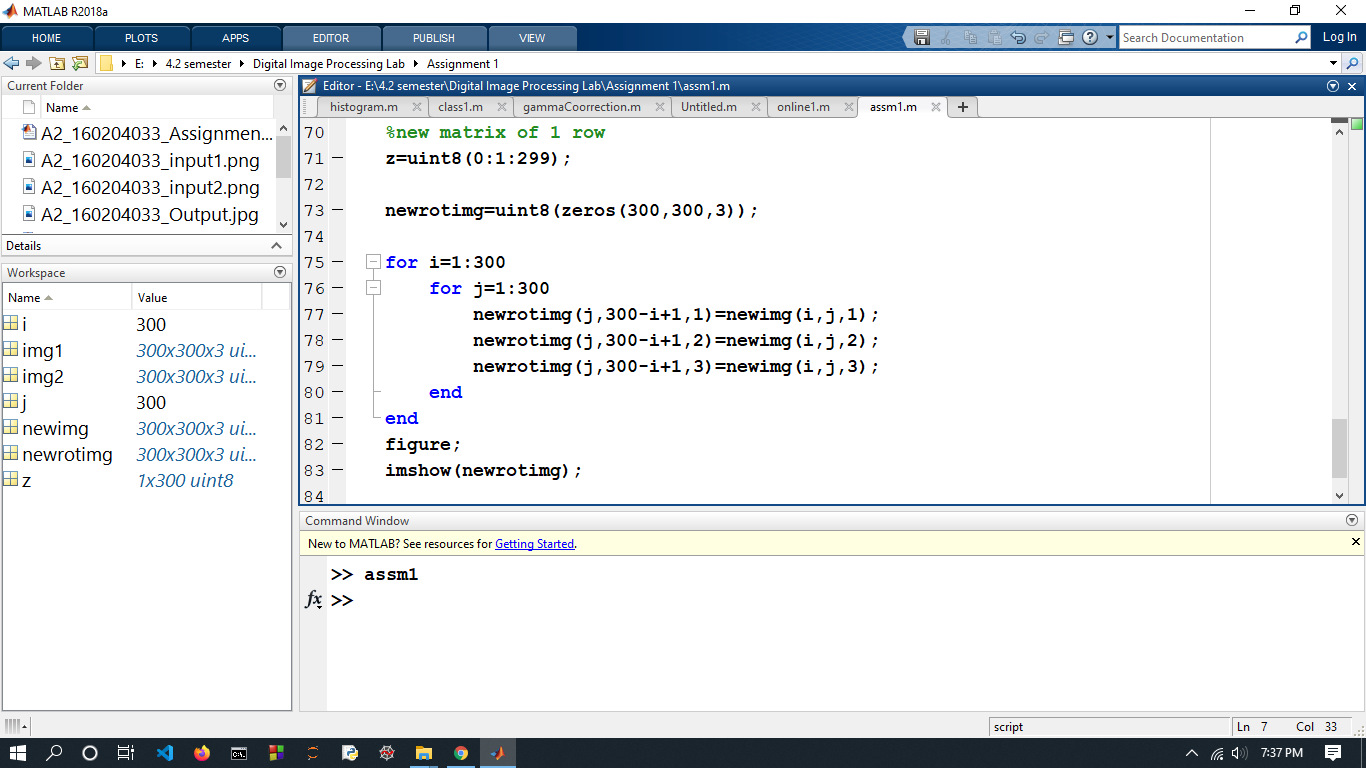 MATLAB R2018a
HOME PLOTS APPS EDITOR PUBLISH VIEW Search Documentation Log In
E: 4.2 semester Digital Image Processing Lab Assignment 1
Current Folder
Name
A2_160204033_Assignmen...
A2_160204033_input1.png
A2_160204033_input2.png
A2_160204033_Output.jpg
Details
Workspace
Name Value
i 300
img1 300x300x3 ui...
img2 300x300x3 ui...
j 300
newimg 300x300x3 ui...
newrotimg 300x300x3 ui...
z 1x300 uint8
Editor - E:\4.2 semester\Digital Image Processing Lab\Assignment 1\assm1.m
histogram.m class1.m gammaCoorrection.m Untitled.m online1.m assm1.m
70 %new matrix of 1 row
71 z=uint8(0:1:299);
72
73 newrotimg=uint8(zeros(300,300,3));
74
75 for i=1:300
76 for j=1:300
77 newrotimg(j,300-i+1,1)=newimg(i,j,1);
78 newrotimg(j,300-i+1,2)=newimg(i,j,2);
79 newrotimg(j,300-i+1,3)=newimg(i,j,3);
80 end
81 end
82 figure;
83 imshow(newrotimg);
84
Command Window
New to MATLAB? See resources for Getting Started.
>> assm1
fx >>
script Ln 7 Col 33
7:37 PM